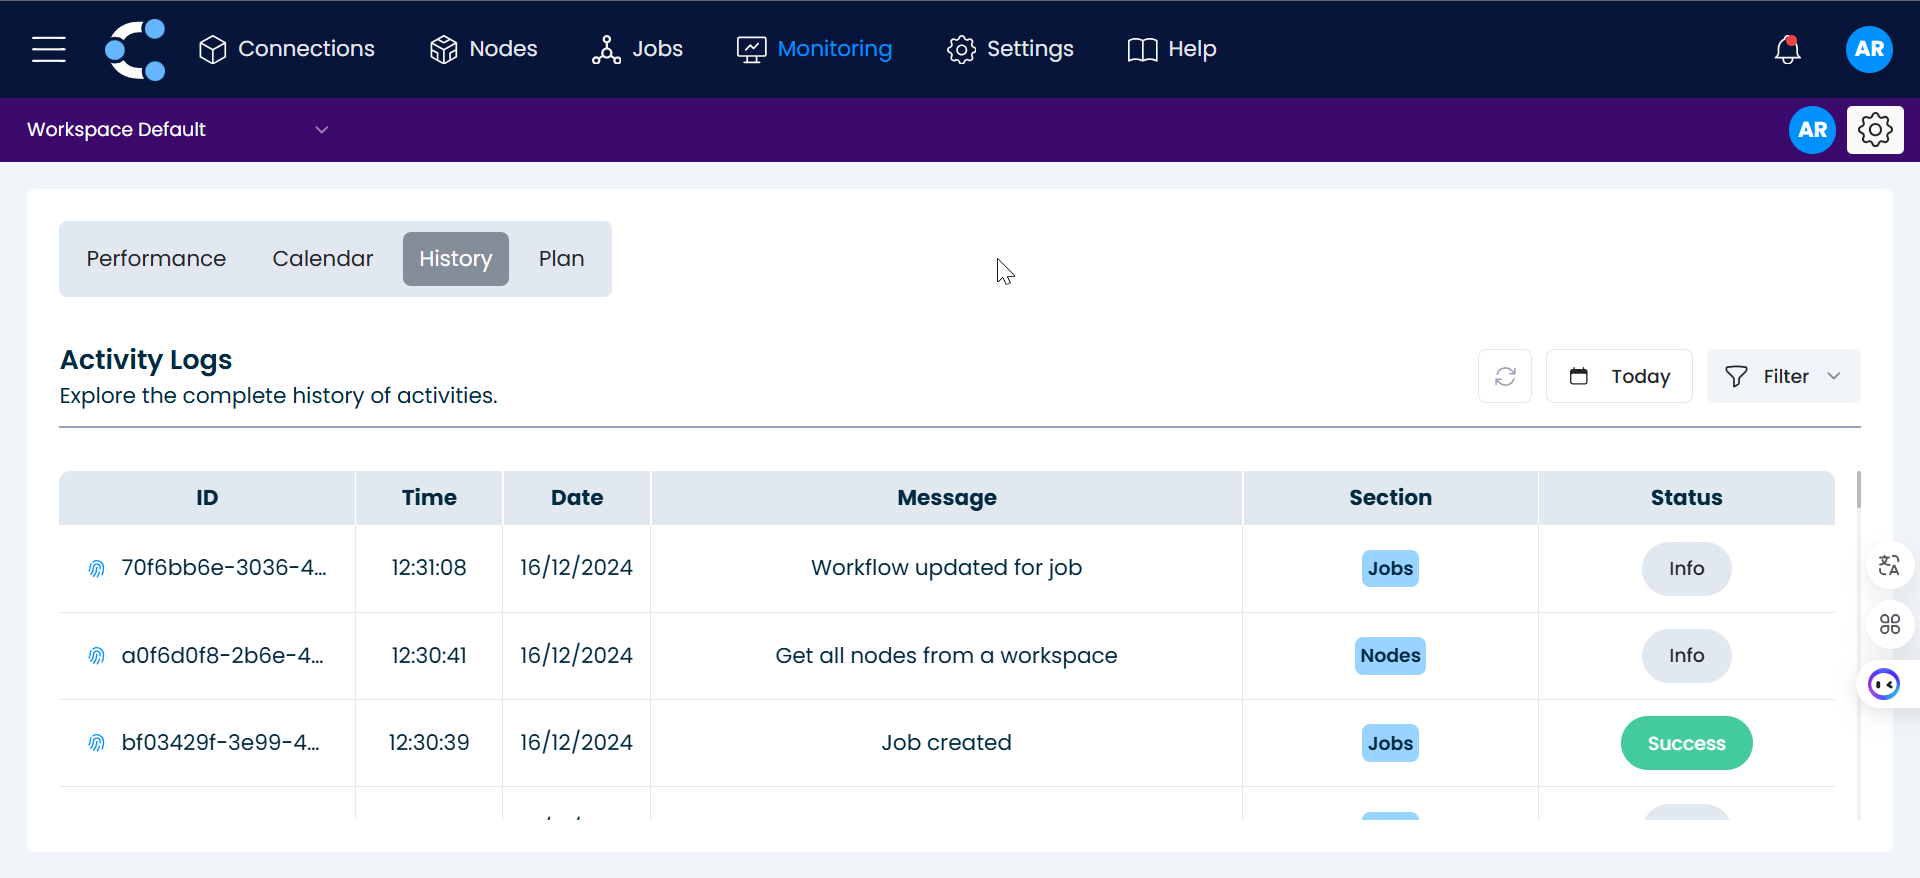 Connections Nodes Jobs Monitoring Settings Help AR
Workspace Default AR
Performance Calendar History Plan
Activity Logs
Explore the complete history of activities.
Today Filter
ID Time Date Message Section Status
70f6bb6e-3036-4... 12:31:08 16/12/2024 Workflow updated for job Jobs Info
a0f6d0f8-2b6e-4... 12:30:41 16/12/2024 Get all nodes from a workspace Nodes Info
bf03429f-3e99-4... 12:30:39 16/12/2024 Job created Jobs Success